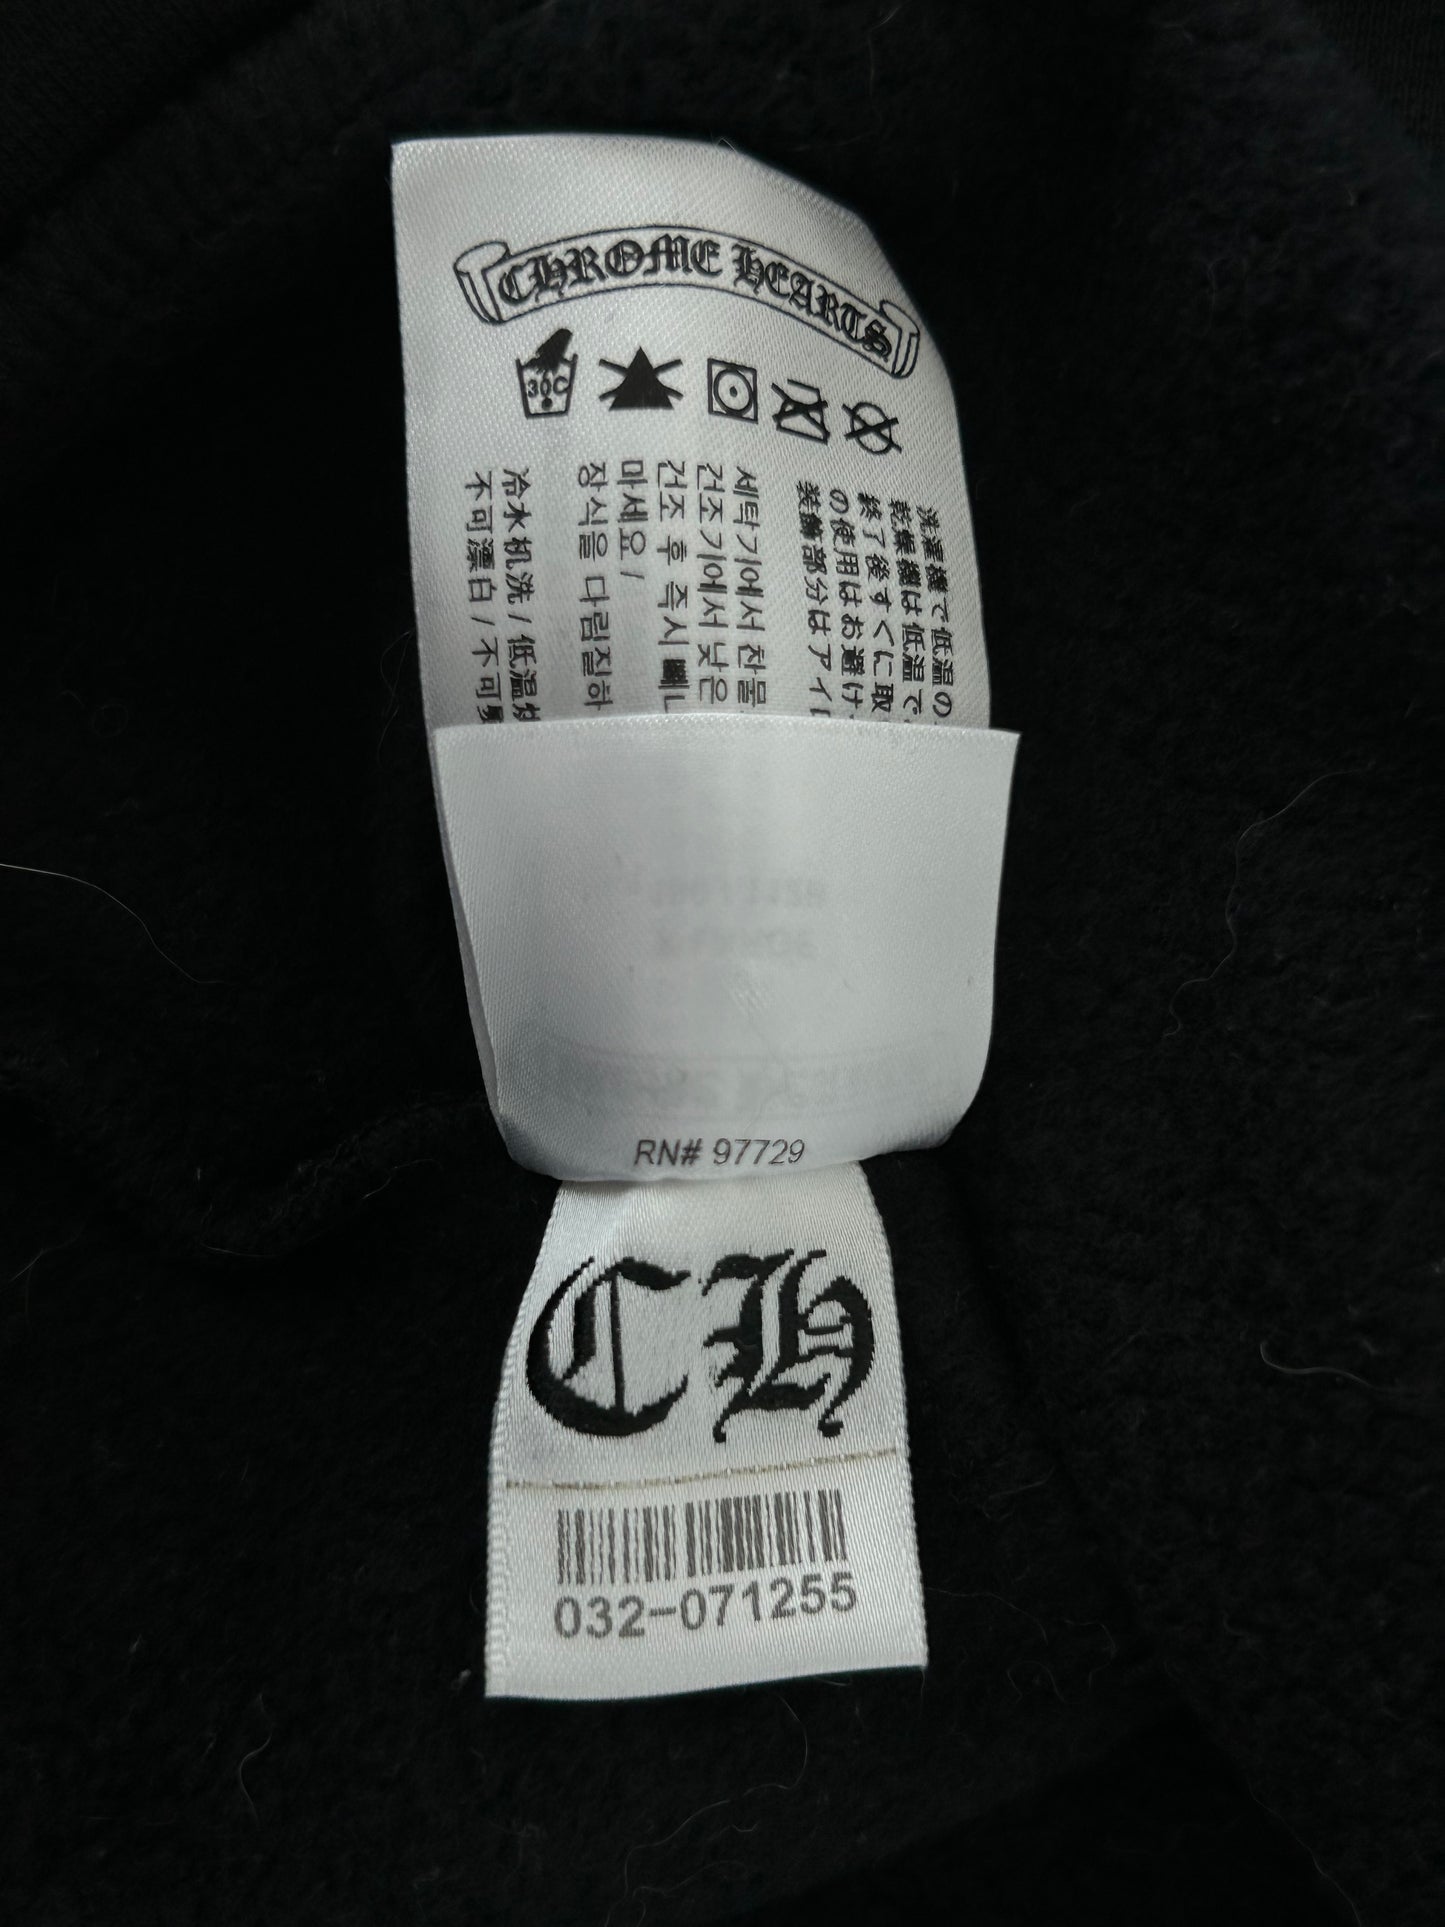 CHROME HEARTS
30C
洗濯機で低温の
乾燥機は低温で
終了後すぐに取
の使用はお避け
装飾部分はアイ
세탁기에서 찬물
건조기에서 낮은
건조 후 즉시 빼
마세요 /
장식을 다림질하
冷水机洗 / 低温
不可漂白 / 不可
RN# 97729
CH
032-071255